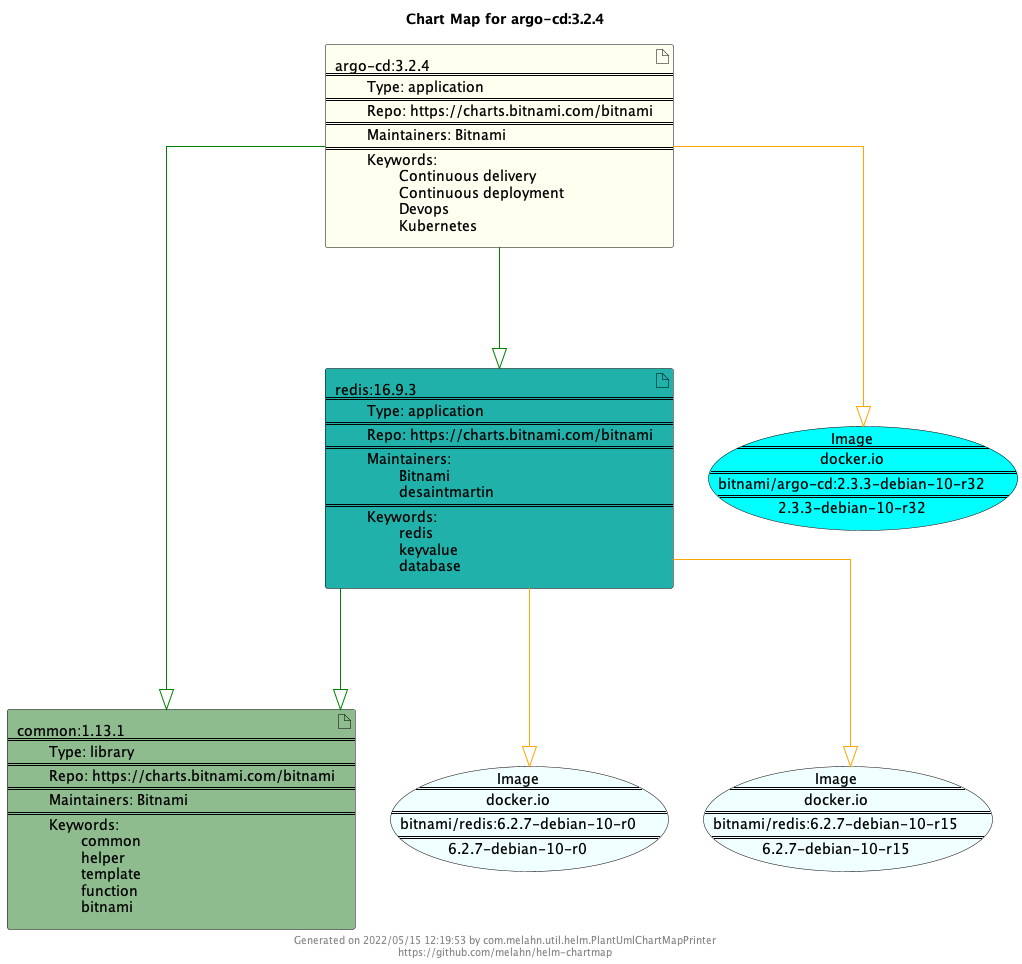 Chart Map for argo-cd:3.2.4
argo-cd:3.2.4
Type: application
Repo: https://charts.bitnami.com/bitnami
Maintainers: Bitnami
Keywords:
Continuous delivery
Continuous deployment
Devops
Kubernetes
redis:16.9.3
Type: application
Repo: https://charts.bitnami.com/bitnami
Maintainers:
Bitnami
desaintmartin
Keywords:
redis
keyvalue
database
Image
docker.io
bitnami/argo-cd:2.3.3-debian-10-r32
2.3.3-debian-10-r32
common:1.13.1
Type: library
Repo: https://charts.bitnami.com/bitnami
Maintainers: Bitnami
Keywords:
common
helper
template
function
bitnami
Image
docker.io
bitnami/redis:6.2.7-debian-10-r0
6.2.7-debian-10-r0
Image
docker.io
bitnami/redis:6.2.7-debian-10-r15
6.2.7-debian-10-r15
Generated on 2022/05/15 12:19:53 by com.melahn.util.helm.PlantUmlChartMapPrinter
https://github.com/melahn/helm-chartmap